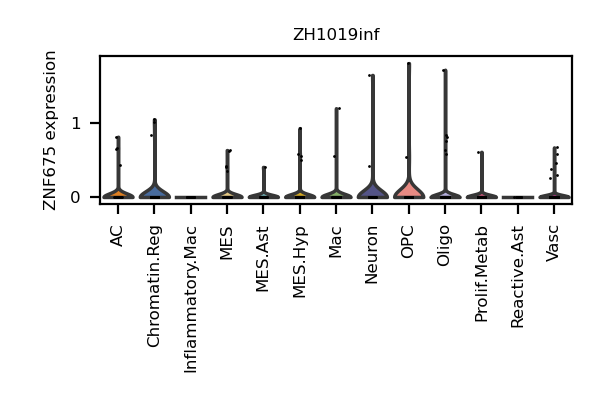 ZH1019inf
ZNF675 expression
1
0
AC
Chromatin.Reg
Inflammatory.Mac
MES
MES.Ast
MES.Hyp
Mac
Neuron
OPC
Oligo
Prolif.Metab
Reactive.Ast
Vasc